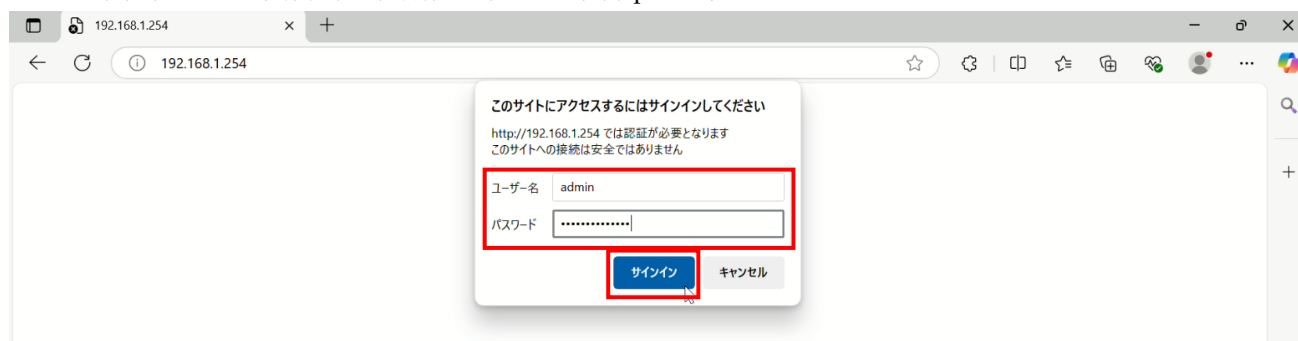 192.168.1.254
192.168.1.254
このサイトにアクセスするにはサインインしてください
http://192.168.1.254 では認証が必要となります
このサイトへの接続は安全ではありません
ユーザー名 admin
パスワード ••••••••••••••
サインイン キャンセル